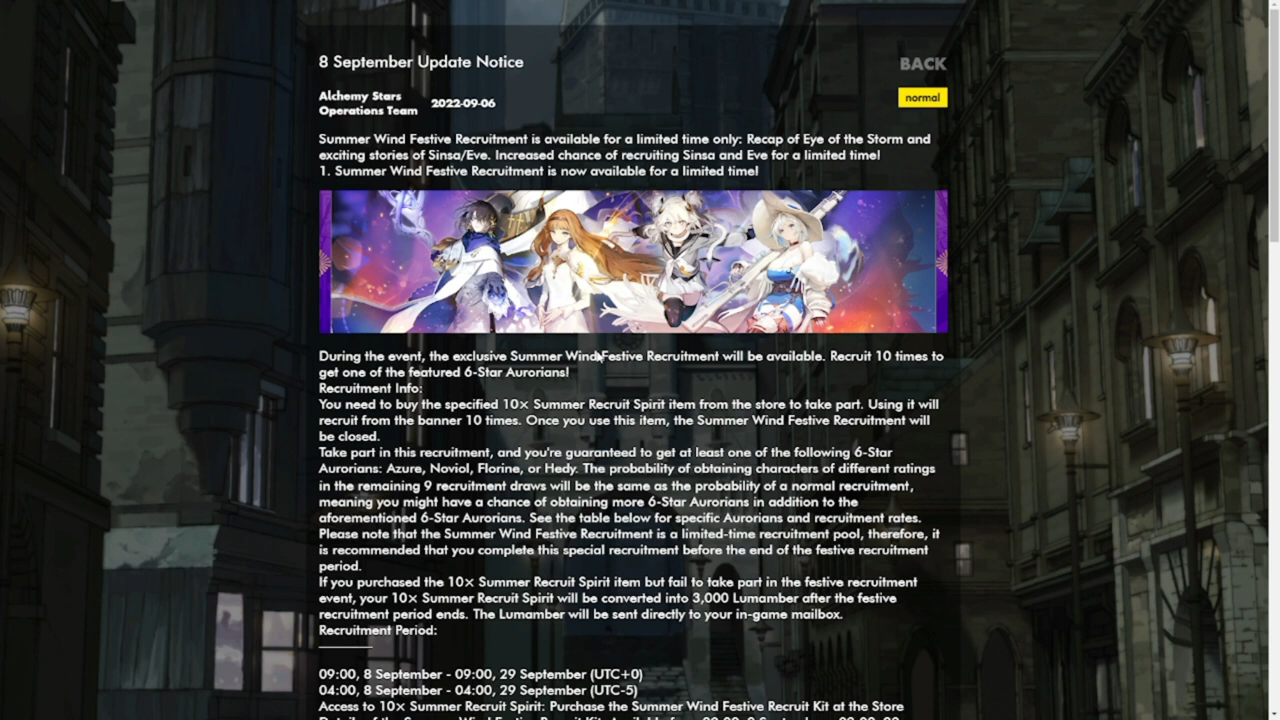 8 September Update Notice
BACK
Alchemy Stars
Operations Team
2022-09-06
normal
Summer Wind Festive Recruitment is available for a limited time only: Recap of Eye of the Storm and
exciting stories of Sinsa/Eve. Increased chance of recruiting Sinsa and Eve for a limited time!
1. Summer Wind Festive Recruitment is now available for a limited time!
During the event, the exclusive Summer Wind Festive Recruitment will be available. Recruit 10 times to
get one of the featured 6-Star Aurorians!
Recruitment Info:
You need to buy the specified 10× Summer Recruit Spirit item from the store to take part. Using it will
recruit from the banner 10 times. Once you use this item, the Summer Wind Festive Recruitment will
be closed.
Take part in this recruitment, and you're guaranteed to get at least one of the following 6-Star
Aurorians: Azure, Noviol, Florine, or Hedy. The probability of obtaining characters of different ratings
in the remaining 9 recruitment draws will be the same as the probability of a normal recruitment,
meaning you might have a chance of obtaining more 6-Star Aurorians in addition to the
aforementioned 6-Star Aurorians. See the table below for specific Aurorians and recruitment rates.
Please note that the Summer Wind Festive Recruitment is a limited-time recruitment pool, therefore, it
is recommended that you complete this special recruitment before the end of the festive recruitment
period.
If you purchased the 10× Summer Recruit Spirit item but fail to take part in the festive recruitment
event, your 10× Summer Recruit Spirit will be converted into 3,000 Lumamber after the festive
recruitment period ends. The Lumamber will be sent directly to your in-game mailbox.
Recruitment Period:
09:00, 8 September - 09:00, 29 September (UTC+0)
04:00, 8 September - 04:00, 29 September (UTC-5)
Access to 10× Summer Recruit Spirit: Purchase the Summer Wind Festive Recruit Kit at the Store